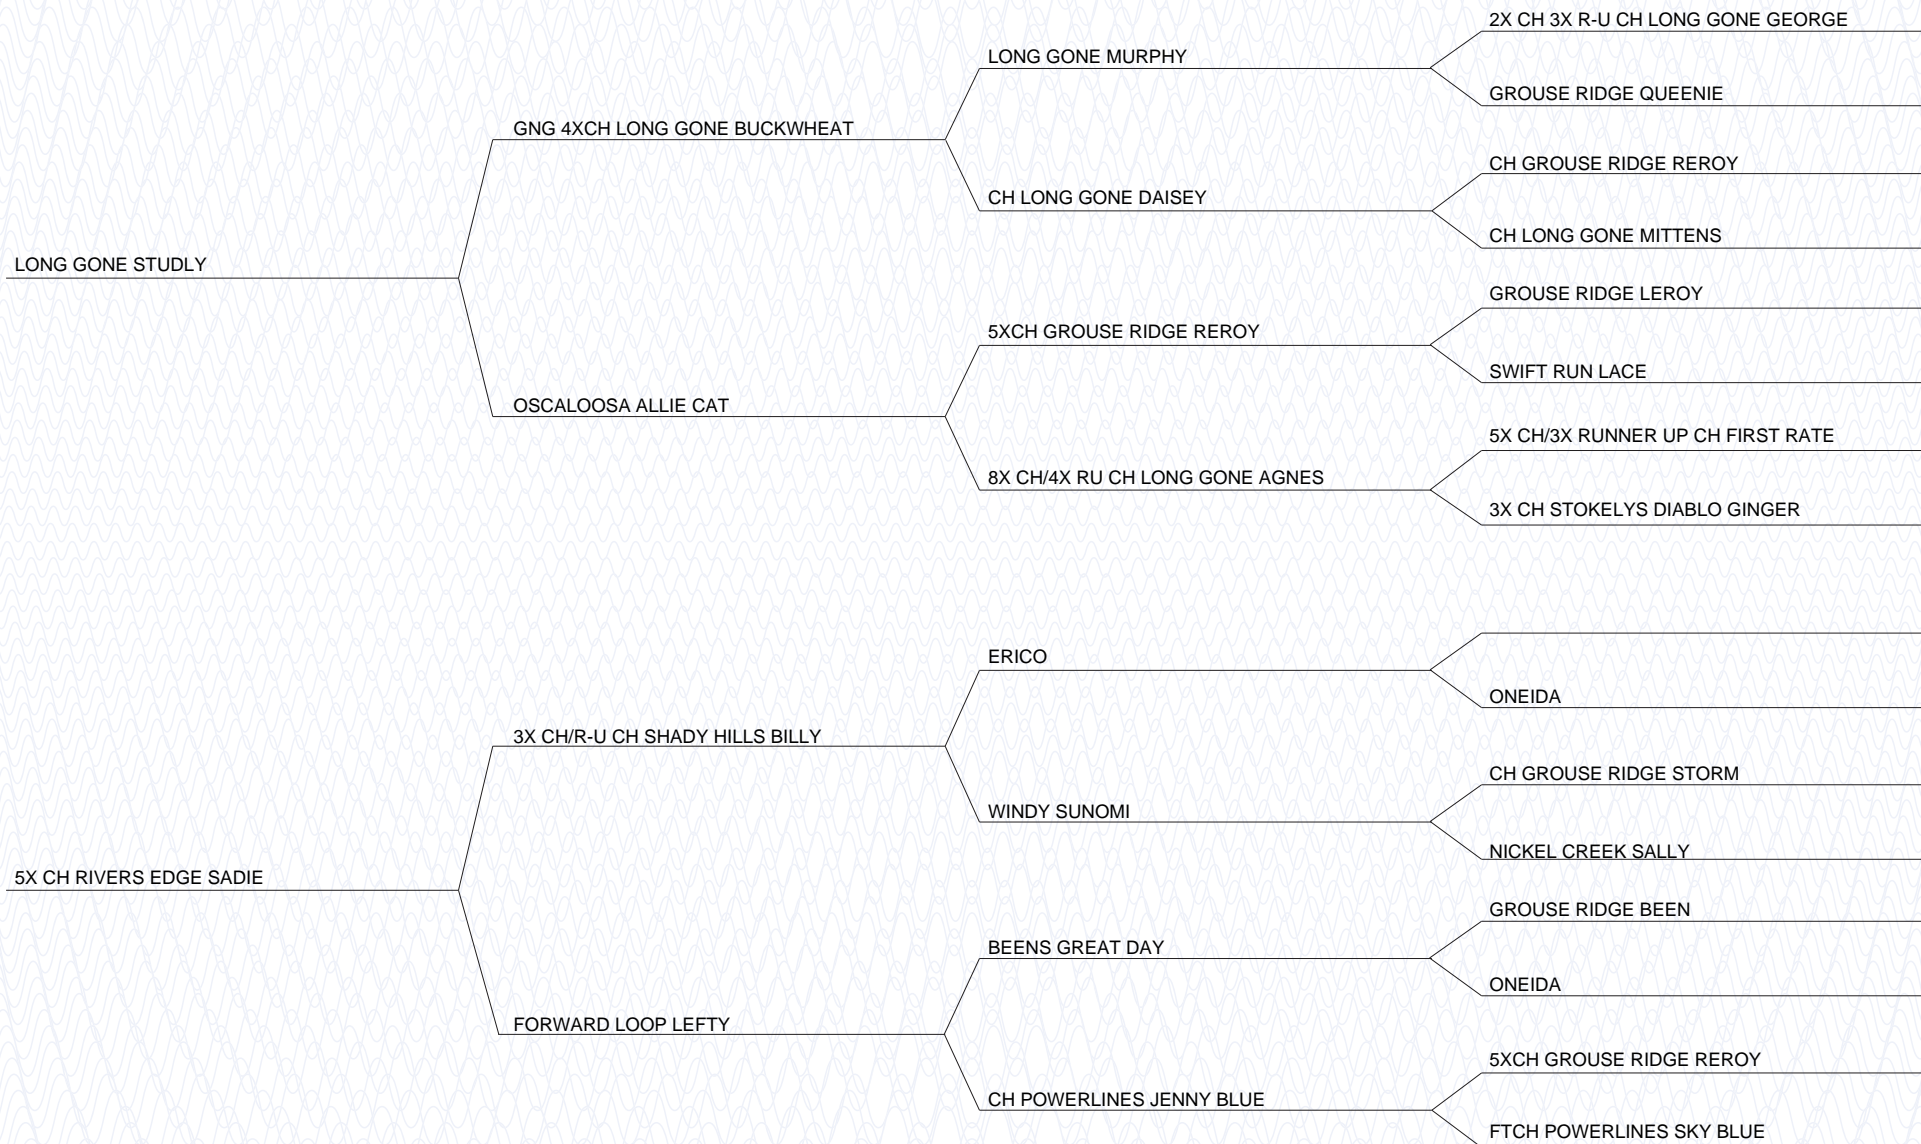 2X CH 3X R-U CH LONG GONE GEORGE
LONG GONE MURPHY
GROUSE RIDGE QUEENIE
GNG 4XCH LONG GONE BUCKWHEAT
CH GROUSE RIDGE REROY
CH LONG GONE DAISEY
CH LONG GONE MITTENS
LONG GONE STUDLY
GROUSE RIDGE LEROY
5XCH GROUSE RIDGE REROY
SWIFT RUN LACE
OSCALOOSA ALLIE CAT
5X CH/3X RUNNER UP CH FIRST RATE
8X CH/4X RU CH LONG GONE AGNES
3X CH STOKELYS DIABLO GINGER
ERICO
ONEIDA
3X CH/R-U CH SHADY HILLS BILLY
CH GROUSE RIDGE STORM
WINDY SUNOMI
NICKEL CREEK SALLY
5X CH RIVERS EDGE SADIE
GROUSE RIDGE BEEN
BEENS GREAT DAY
ONEIDA
FORWARD LOOP LEFTY
5XCH GROUSE RIDGE REROY
CH POWERLINES JENNY BLUE
FTCH POWERLINES SKY BLUE